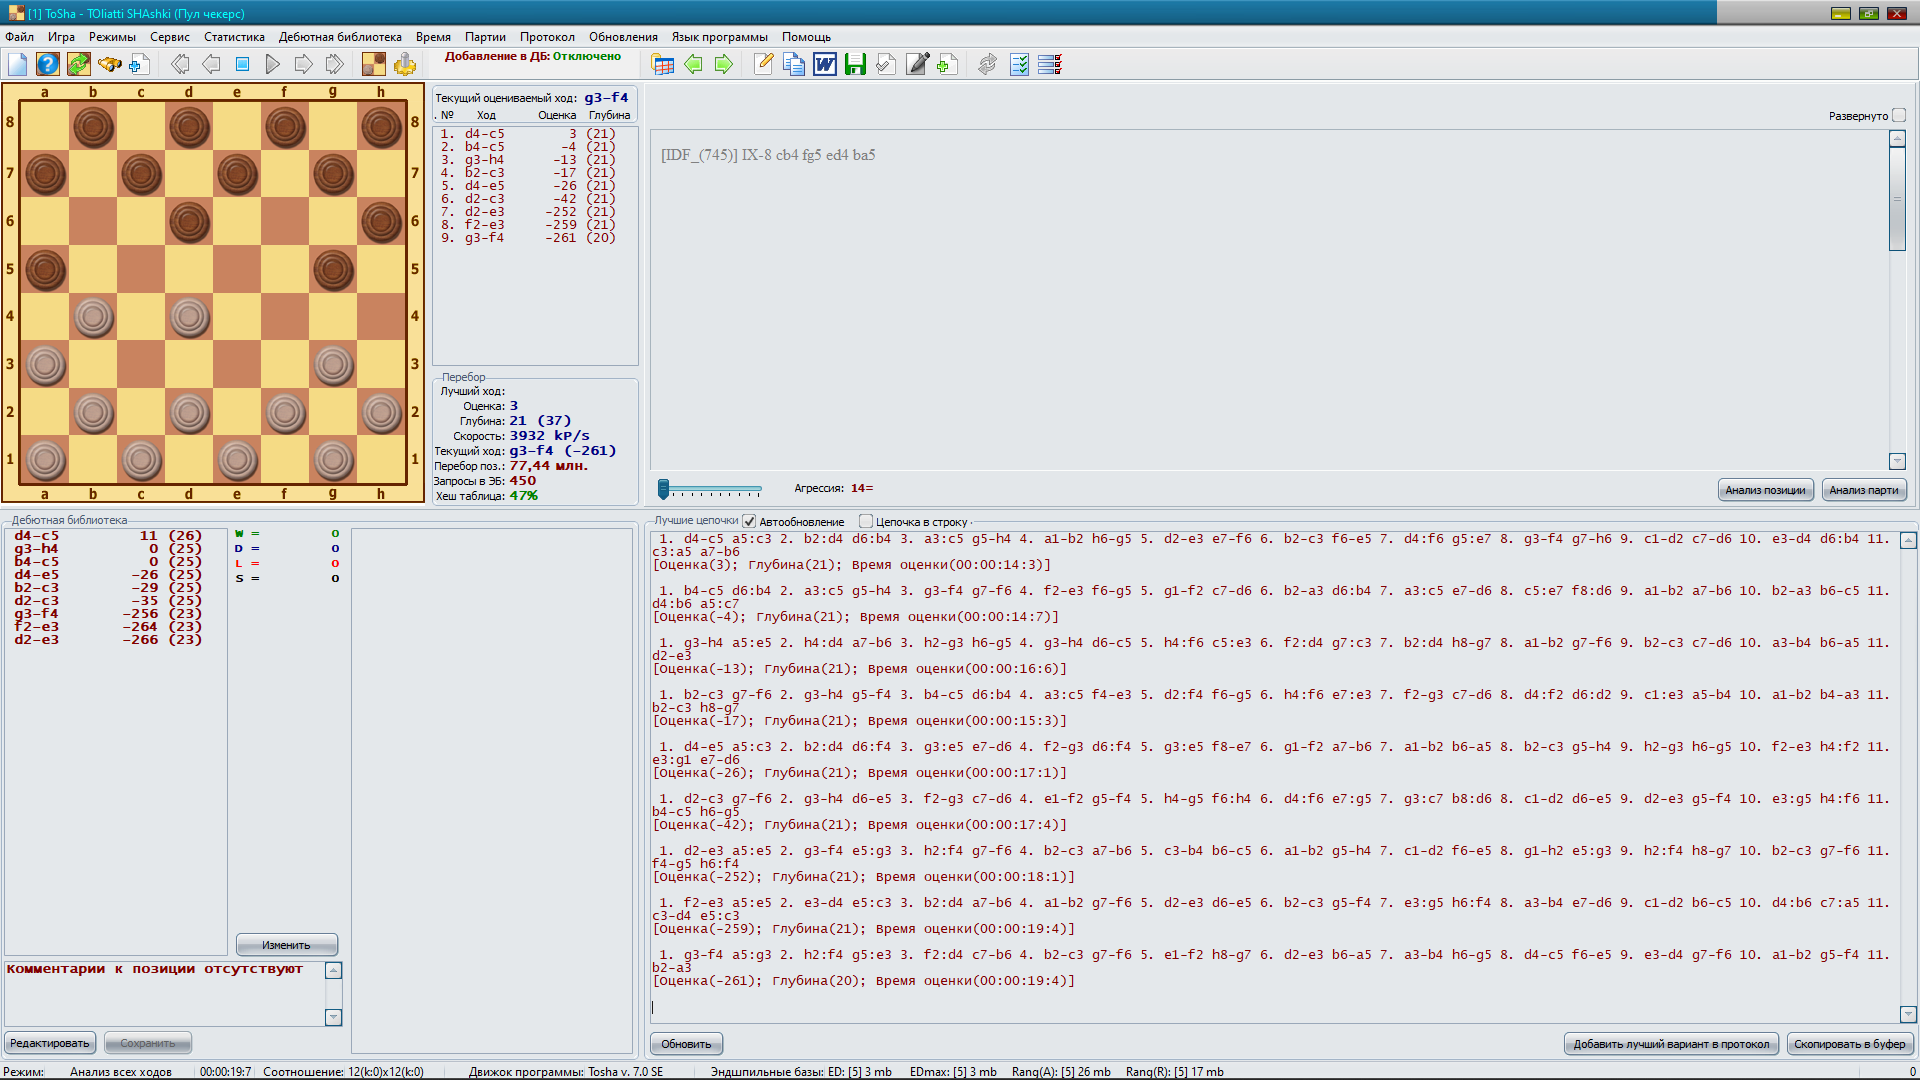 [1] ToSha - TOliatti SHAshki (Пул чекерс)
Файл Игра Режимы Сервис Статистика Дебютная библиотека Время Партии Протокол Обновления Язык программы Помощь
Добавление в ДБ: Отключено
a b c d e f g h
8 8
7 7
6 6
5 5
4 4
3 3
2 2
1 1
a b c d e f g h
Текущий оцениваемый ход: g3-f4
. № Ход Оценка Глубина
1. d4-c5 3 (21)
2. b4-c5 -4 (21)
3. g3-h4 -13 (21)
4. b2-c3 -17 (21)
5. d4-e5 -26 (21)
6. d2-c3 -42 (21)
7. d2-e3 -252 (21)
8. f2-e3 -259 (21)
9. g3-f4 -261 (20)
Перебор
Лучший ход:
Оценка: 3
Глубина: 21 (37)
Скорость: 3932 kP/s
Текущий ход: g3-f4 (-261)
Перебор поз.: 77,44 млн.
Запросы в ЭБ: 450
Хеш таблица: 47%
Развернуто
[IDF_(745)] IX-8 cb4 fg5 ed4 ba5
Агрессия: 14=
Анализ позиции Анализ парти
Дебютная библиотека
d4-c5 11 (26)
g3-h4 0 (25)
b4-c5 0 (25)
d4-e5 -26 (25)
b2-c3 -29 (25)
d2-c3 -35 (25)
g3-f4 -256 (23)
f2-e3 -264 (23)
d2-e3 -266 (23)
W = 0
D = 0
L = 0
S = 0
Изменить
Комментарии к позиции отсутствуют
Редактировать Сохранить
Лучшие цепочки Автообновление Цепочка в строку
1. d4-c5 a5:c3 2. b2:d4 d6:b4 3. a3:c5 g5-h4 4. a1-b2 h6-g5 5. d2-e3 e7-f6 6. b2-c3 f6-e5 7. d4:f6 g5:e7 8. g3-f4 g7-h6 9. c1-d2 c7-d6 10. e3-d4 d6:b4 11.
c3:a5 a7-b6
[Оценка(3); Глубина(21); Время оценки(00:00:14:3)]
1. b4-c5 d6:b4 2. a3:c5 g5-h4 3. g3-f4 g7-f6 4. f2-e3 f6-g5 5. g1-f2 c7-d6 6. b2-a3 d6:b4 7. a3:c5 e7-d6 8. c5:e7 f8:d6 9. a1-b2 a7-b6 10. b2-a3 b6-c5 11.
d4:b6 a5:c7
[Оценка(-4); Глубина(21); Время оценки(00:00:14:7)]
1. g3-h4 a5:e5 2. h4:d4 a7-b6 3. h2-g3 h6-g5 4. g3-h4 d6-c5 5. h4:f6 c5:e3 6. f2:d4 g7:c3 7. b2:d4 h8-g7 8. a1-b2 g7-f6 9. b2-c3 c7-d6 10. a3-b4 b6-a5 11.
d2-e3
[Оценка(-13); Глубина(21); Время оценки(00:00:16:6)]
1. b2-c3 g7-f6 2. g3-h4 g5-f4 3. b4-c5 d6:b4 4. a3:c5 f4-e3 5. d2:f4 f6-g5 6. h4:f6 e7:e3 7. f2-g3 c7-d6 8. d4:f2 d6:d2 9. c1:e3 a5-b4 10. a1-b2 b4-a3 11.
b2-c3 h8-g7
[Оценка(-17); Глубина(21); Время оценки(00:00:15:3)]
1. d4-e5 a5:c3 2. b2:d4 d6:f4 3. g3:e5 e7-d6 4. f2-g3 d6:f4 5. g3:e5 f8-e7 6. g1-f2 a7-b6 7. a1-b2 b6-a5 8. b2-c3 g5-h4 9. h2-g3 h6-g5 10. f2-e3 h4:f2 11.
e3:g1 e7-d6
[Оценка(-26); Глубина(21); Время оценки(00:00:17:1)]
1. d2-c3 g7-f6 2. g3-h4 d6-e5 3. f2-g3 c7-d6 4. e1-f2 g5-f4 5. h4-g5 f6:h4 6. d4:f6 e7:g5 7. g3:c7 b8:d6 8. c1-d2 d6-e5 9. d2-e3 g5-f4 10. e3:g5 h4:f6 11.
b4-c5 h6-g5
[Оценка(-42); Глубина(21); Время оценки(00:00:17:4)]
1. d2-e3 a5:e5 2. g3-f4 e5:g3 3. h2:f4 g7-f6 4. b2-c3 a7-b6 5. c3-b4 b6-c5 6. a1-b2 g5-h4 7. c1-d2 f6-e5 8. g1-h2 e5:g3 9. h2:f4 h8-g7 10. b2-c3 g7-f6 11.
f4-g5 h6:f4
[Оценка(-252); Глубина(21); Время оценки(00:00:18:1)]
1. f2-e3 a5:e5 2. e3-d4 e5:c3 3. b2:d4 a7-b6 4. a1-b2 g7-f6 5. d2-e3 d6-e5 6. b2-c3 g5-f4 7. e3:g5 h6:f4 8. a3-b4 e7-d6 9. c1-d2 b6-c5 10. d4:b6 c7:a5 11.
c3-d4 e5:c3
[Оценка(-259); Глубина(21); Время оценки(00:00:19:4)]
1. g3-f4 a5:g3 2. h2:f4 g5:e3 3. f2:d4 c7-b6 4. b2-c3 g7-f6 5. e1-f2 h8-g7 6. d2-e3 b6-a5 7. a3-b4 h6-g5 8. d4-c5 f6-e5 9. e3-d4 g7-f6 10. a1-b2 g5-f4 11.
b2-a3
[Оценка(-261); Глубина(20); Время оценки(00:00:19:4)]
Обновить Добавить лучший вариант в протокол Скопировать в буфер
Режим: Анализ всех ходов 00:00:19:7 Соотношение: 12(k:0)x12(k:0) Движок программы: Tosha v. 7.0 SE Эндшпильные базы: ED: [5] 3 mb EDmax: [5] 3 mb Rang(A): [5] 26 mb Rang(R): [5] 17 mb 0